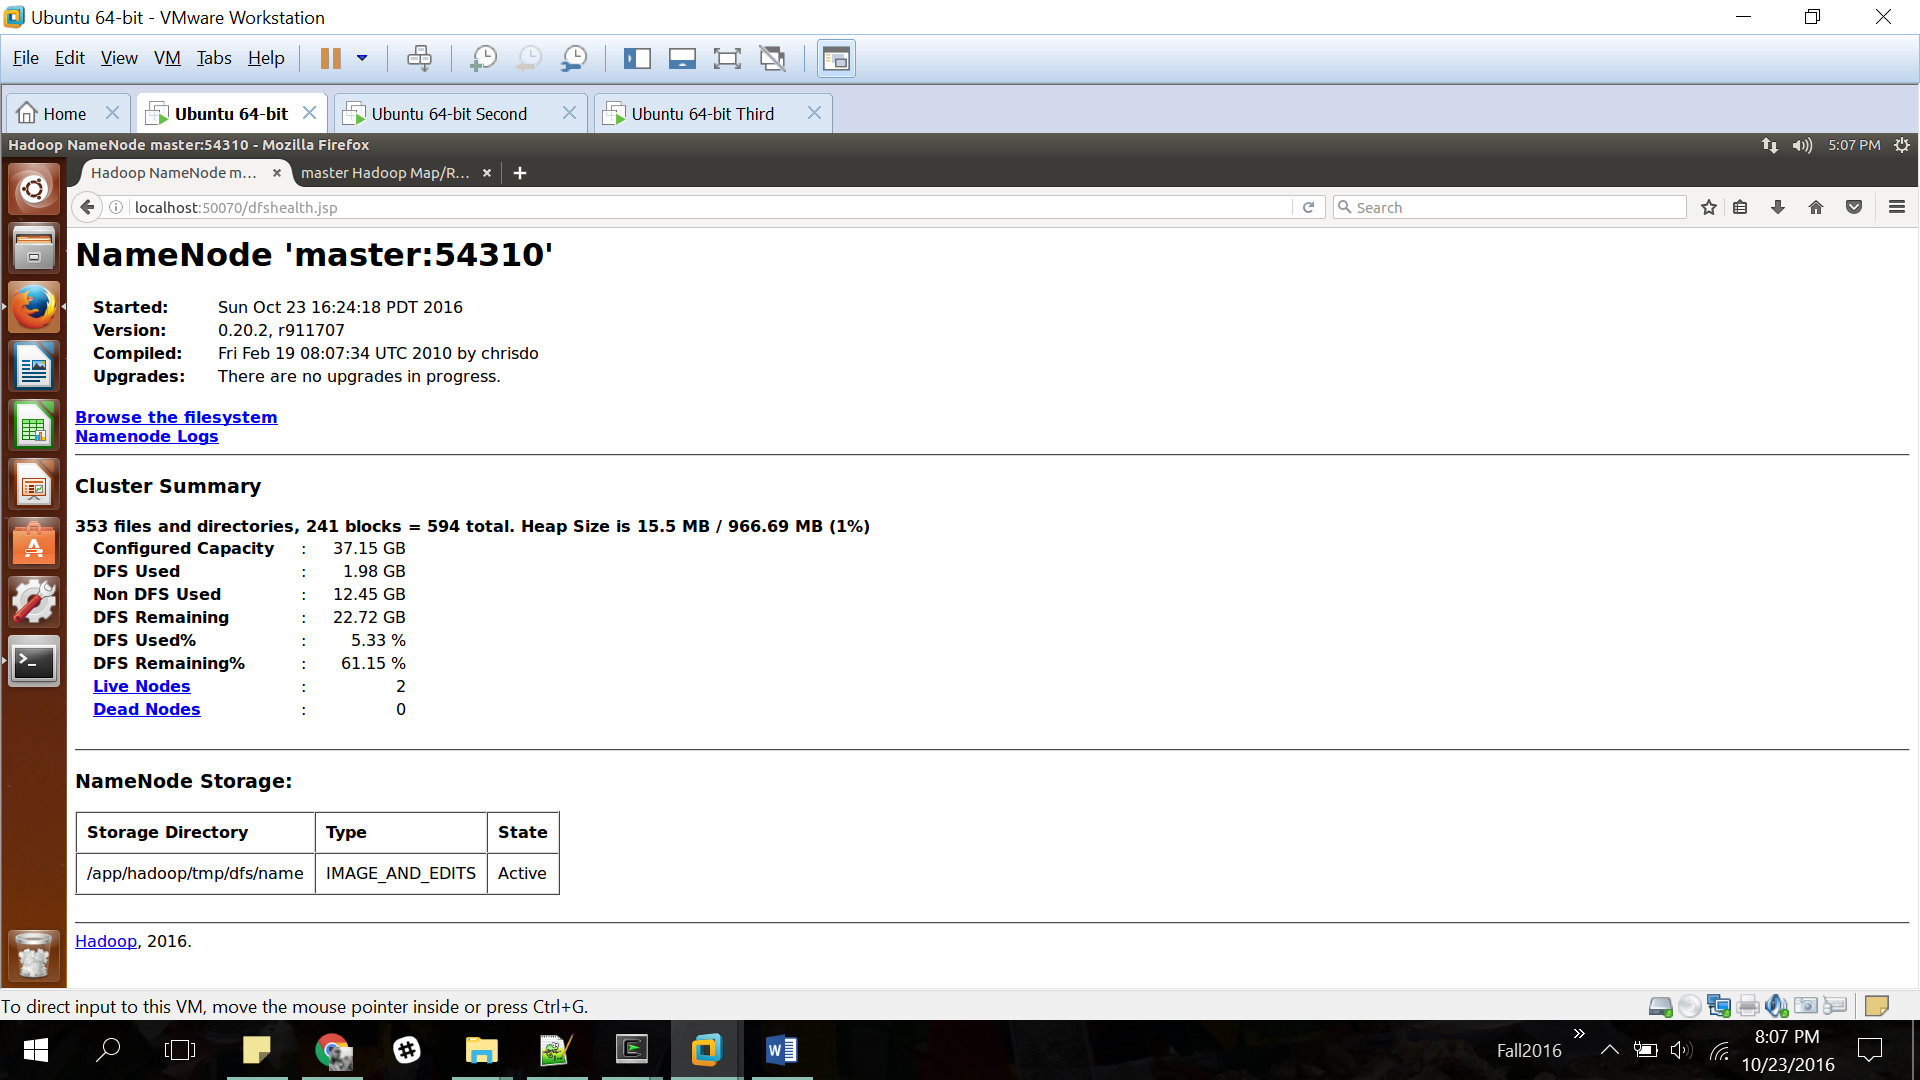 Ubuntu 64-bit - VMware Workstation
File Edit View VM Tabs Help
Home Ubuntu 64-bit Ubuntu 64-bit Second Ubuntu 64-bit Third
Hadoop NameNode master:54310 - Mozilla Firefox 5:07 PM
Hadoop NameNode m... master Hadoop Map/R...
localhost:50070/dfshealth.jsp Search
NameNode 'master:54310'
Started: Sun Oct 23 16:24:18 PDT 2016
Version: 0.20.2, r911707
Compiled: Fri Feb 19 08:07:34 UTC 2010 by chrisdo
Upgrades: There are no upgrades in progress.
Browse the filesystem
Namenode Logs
Cluster Summary
353 files and directories, 241 blocks = 594 total. Heap Size is 15.5 MB / 966.69 MB (1%)
Configured Capacity : 37.15 GB
DFS Used : 1.98 GB
Non DFS Used : 12.45 GB
DFS Remaining : 22.72 GB
DFS Used% : 5.33 %
DFS Remaining% : 61.15 %
Live Nodes : 2
Dead Nodes : 0
NameNode Storage:
Storage Directory Type State
/app/hadoop/tmp/dfs/name IMAGE_AND_EDITS Active
Hadoop, 2016.
To direct input to this VM, move the mouse pointer inside or press Ctrl+G.
Fall2016 8:07 PM
10/23/2016